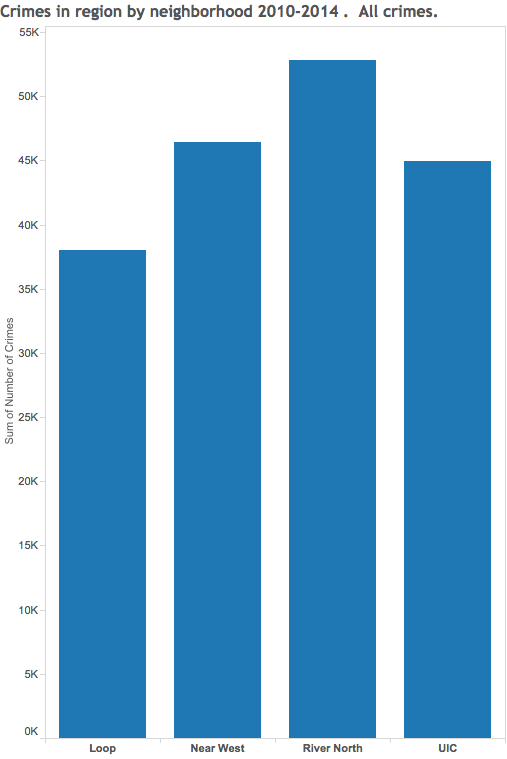 Crimes in region by neighborhood 2010-2014 .  All crimes.
55K
50K
45K
40K
35K
30K
25K
20K
15K
10K
5K
0K
Sum of Number of Crimes
Loop Near West River North UIC